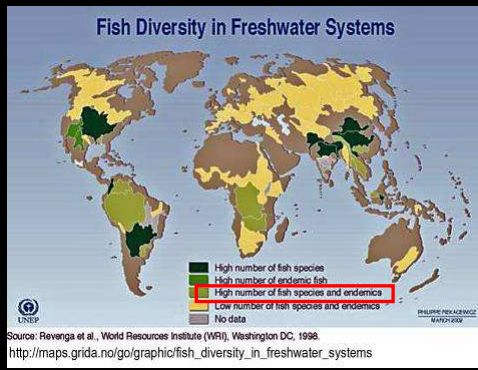 Fish Diversity in Freshwater Systems
High number of fish species
High number of endemic fish
High number of fish species and endemics
Low number of fish species and endemics
No data
UNEP
PHILIPPE REKACEWICZ
MARCH 2002
Source: Revenga et al., World Resources Institute (WRI), Washington DC, 1998.
http://maps.grida.no/go/graphic/fish_diversity_in_freshwater_systems